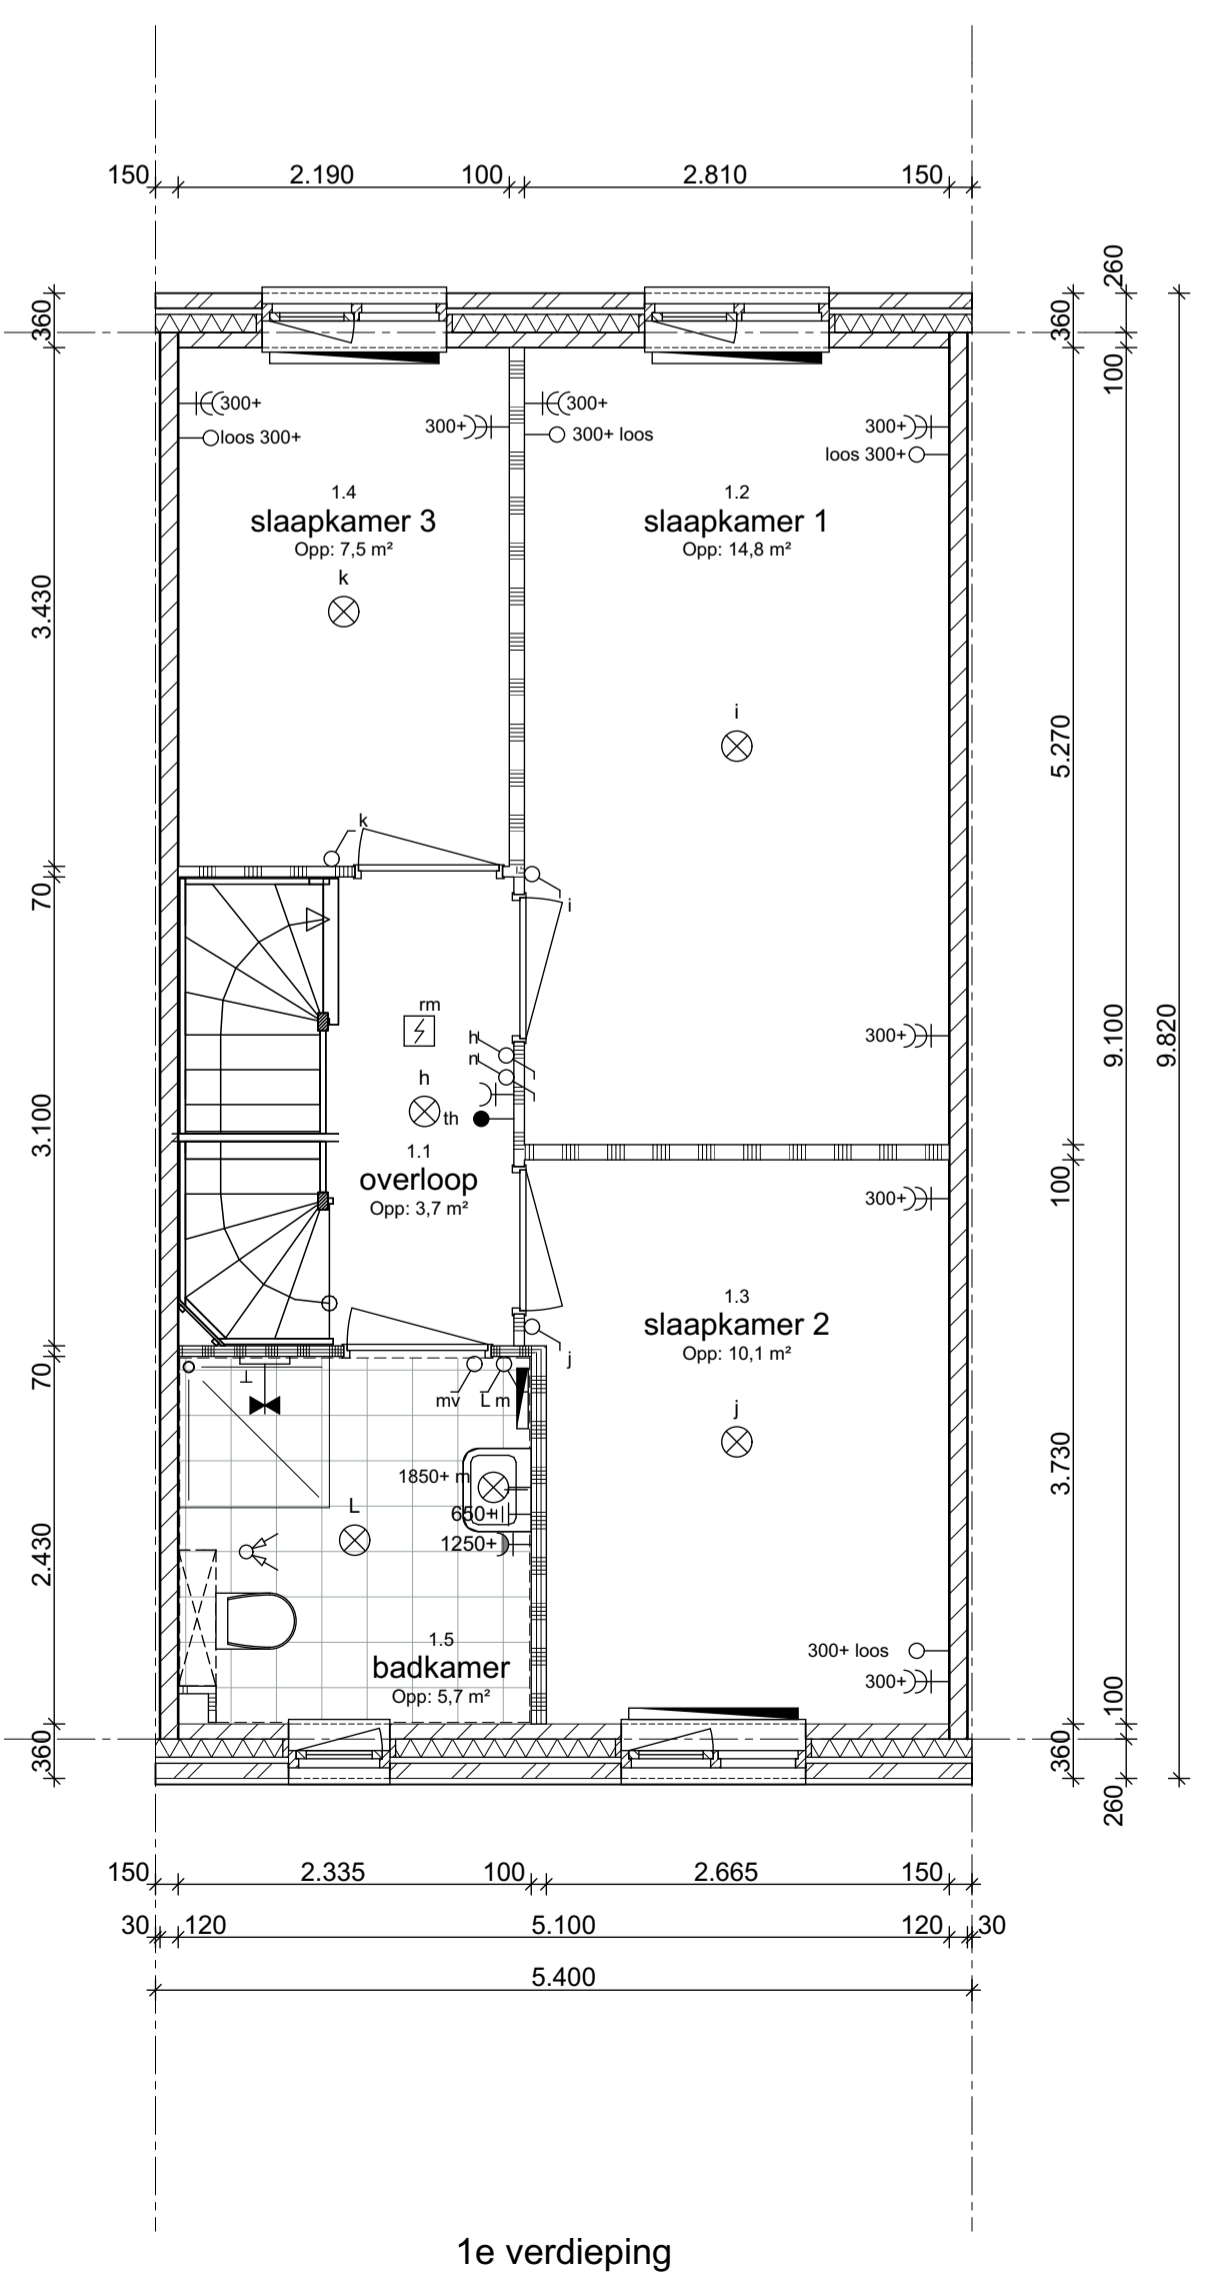 150 2.190 100 2.810 150
260
360 360
100
300+ 300+ 300+ 300+
loos 300+ 300+ loos loos 300+
1.4 1.2
slaapkamer 3 slaapkamer 1
Opp: 7,5 m² Opp: 14,8 m²
k
3.430
i
5.270
k
70
i
rm
h
n
300+
9.100
9.820
h
th
3.100
1.1
overloop
Opp: 3,7 m²
100
300+
1.3
slaapkamer 2
Opp: 10,1 m²
j
70
mv L m
j
1850+ m
3.730
L
650+
1250+
2.430
1.5
badkamer
Opp: 5,7 m²
300+ loos
300+
100
360 360
260
150 2.335 100 2.665 150
30 120 5.100 120 30
5.400
1e verdieping